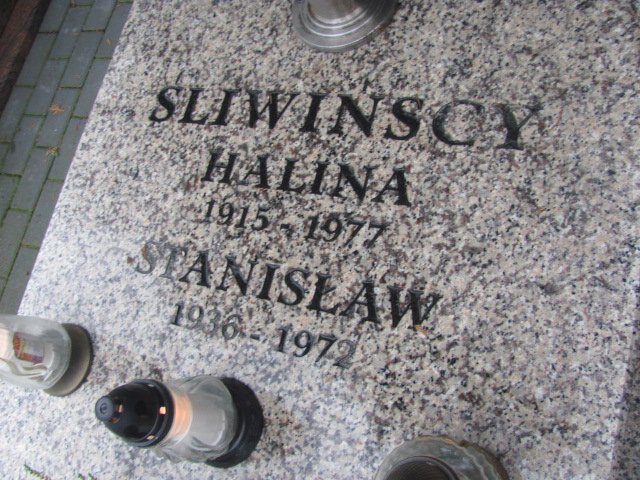 ŚLIWIŃSCY
HALINA
1915 - 1977
STANISŁAW
1936 - 1972